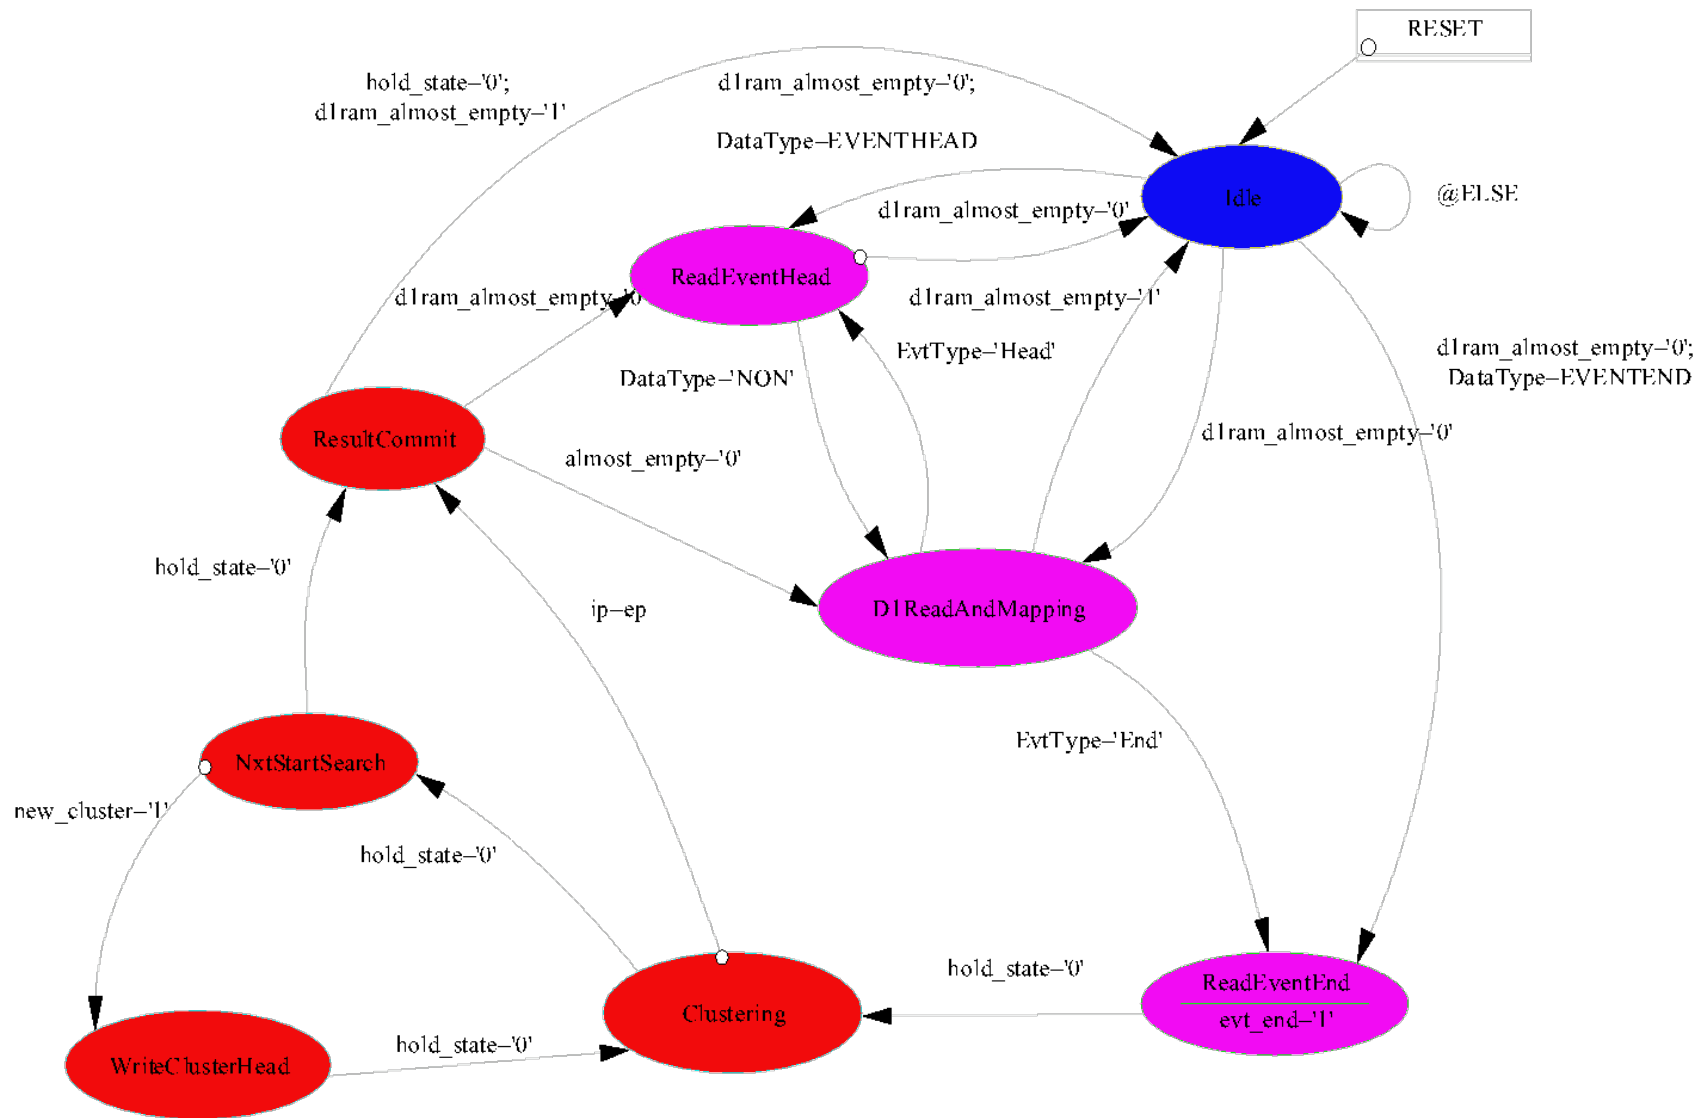 RESET
hold_state='0';
d1ram_almost_empty='1'
d1ram_almost_empty='0';
DataType=EVENTHEAD
Idle
@ELSE
d1ram_almost_empty='0'
ReadEventHead
d1ram_almost_empty='0'
d1ram_almost_empty='1'
EvtType='Head'
DataType='NON'
d1ram_almost_empty='0';
DataType=EVENTEND
ResultCommit
almost_empty='0'
d1ram_almost_empty='0'
hold_state='0'
ip=ep
D1ReadAndMapping
EvtType='End'
NxtStartSearch
new_cluster='1'
hold_state='0'
hold_state='0'
ReadEventEnd
evt_end='1'
Clustering
hold_state='0'
WriteClusterHead